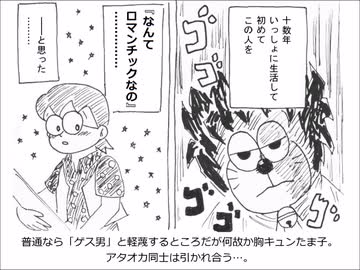 十数年
いっしょに生活して
初めて
この人を
ゴゴ
ゴゴゴ
『なんて
ロマンチックなの』
…………
――と思った
………
普通なら「ゲス男」と軽蔑するところだが何故か胸キュンたま子。
アタオカ同士は引かれ合う…。